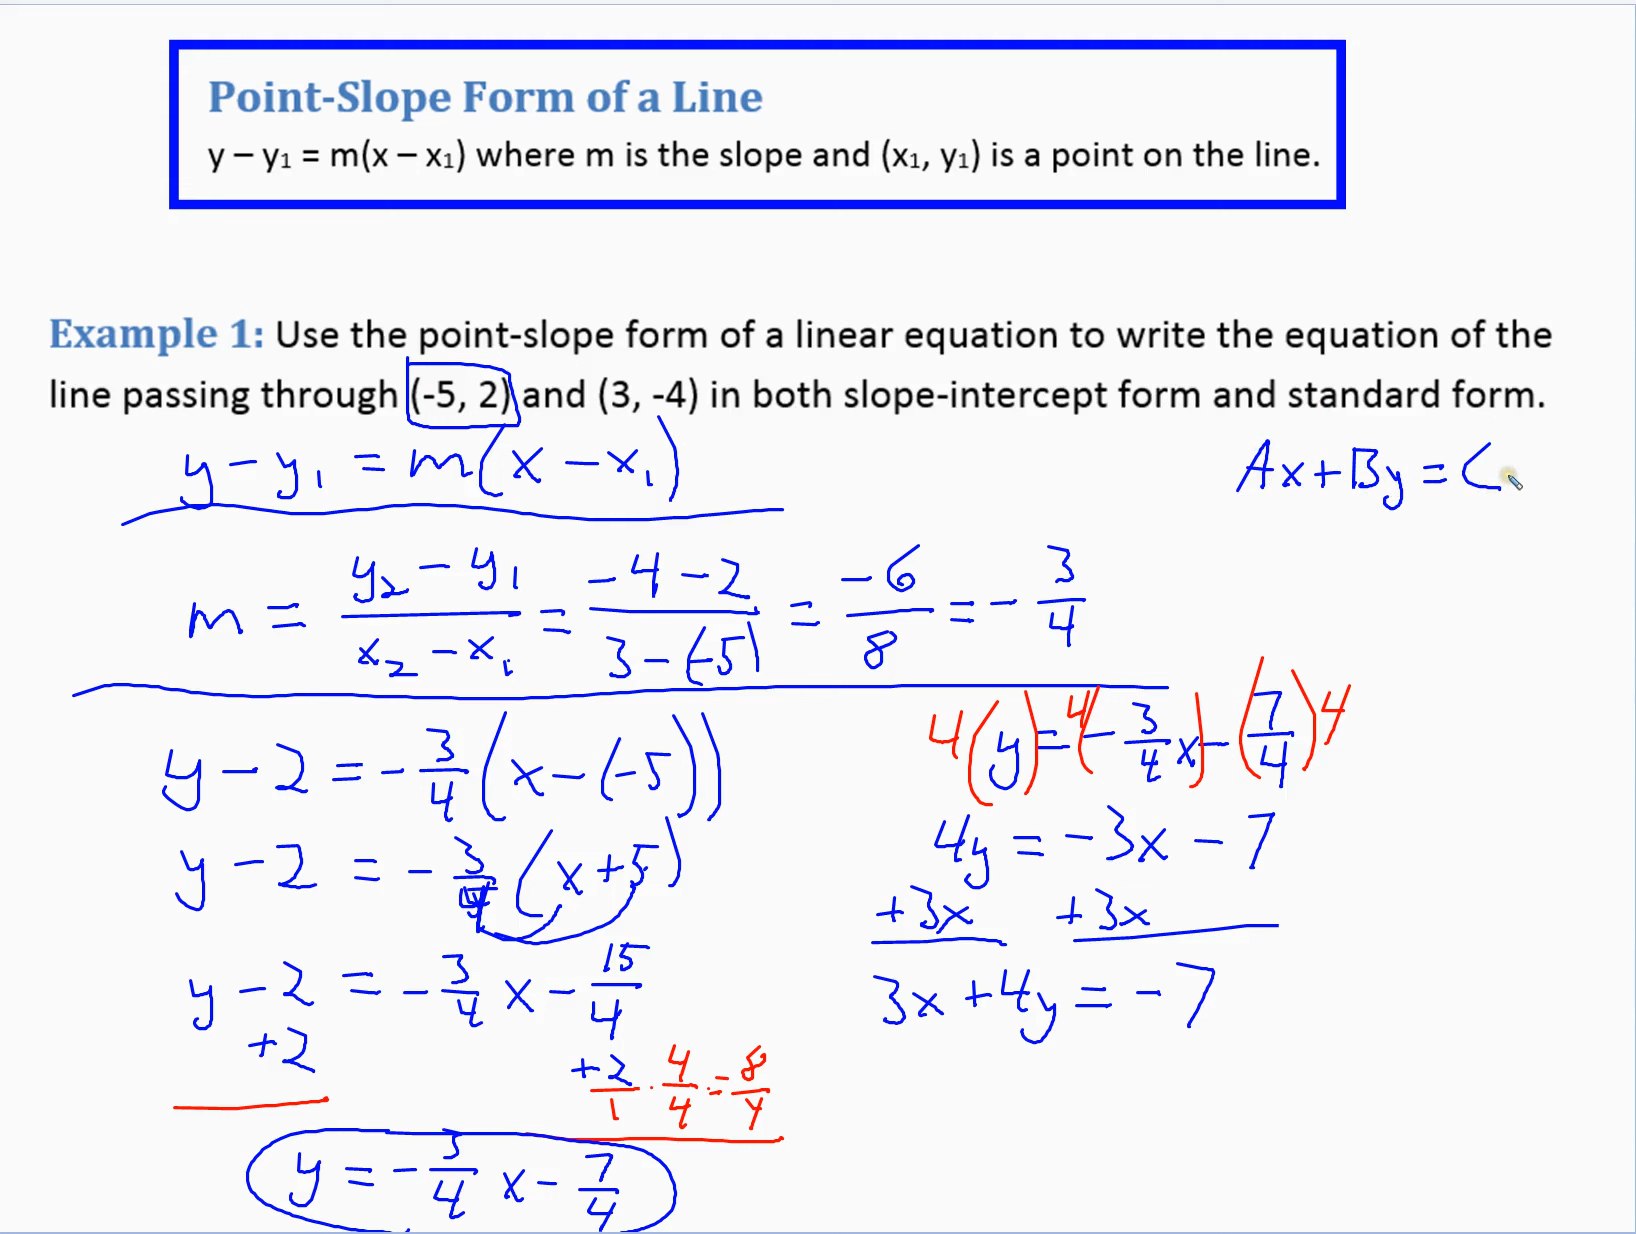 Point-Slope Form of a Line
y – y₁ = m(x – x₁) where m is the slope and (x₁, y₁) is a point on the line.
Example 1: Use the point-slope form of a linear equation to write the equation of the
line passing through (-5, 2) and (3, -4) in both slope-intercept form and standard form.
y - y₁ = m(x - x₁)
Ax + By = C
m = (y₂ - y₁)/(x₂ - x₁) = (-4 - 2)/(3 - (-5)) = -6/8 = - 3/4
y - 2 = - 3/4 (x - (-5))
y - 2 = - 3/4 (x + 5)
y - 2 = - 3/4 x - 15/4
+2 +2/1 · 4/4 = 8/4
y = - 3/4 x - 7/4
4(y) = 4(- 3/4 x) - (7/4)4
4y = -3x - 7
+3x +3x
3x + 4y = -7